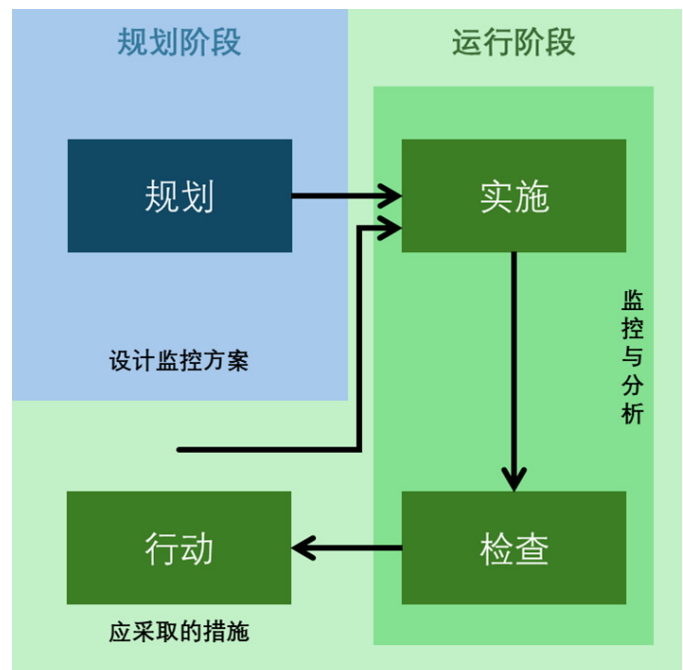 规划阶段
运行阶段
规划
实施
设计监控方案
监控与分析
行动
检查
应采取的措施